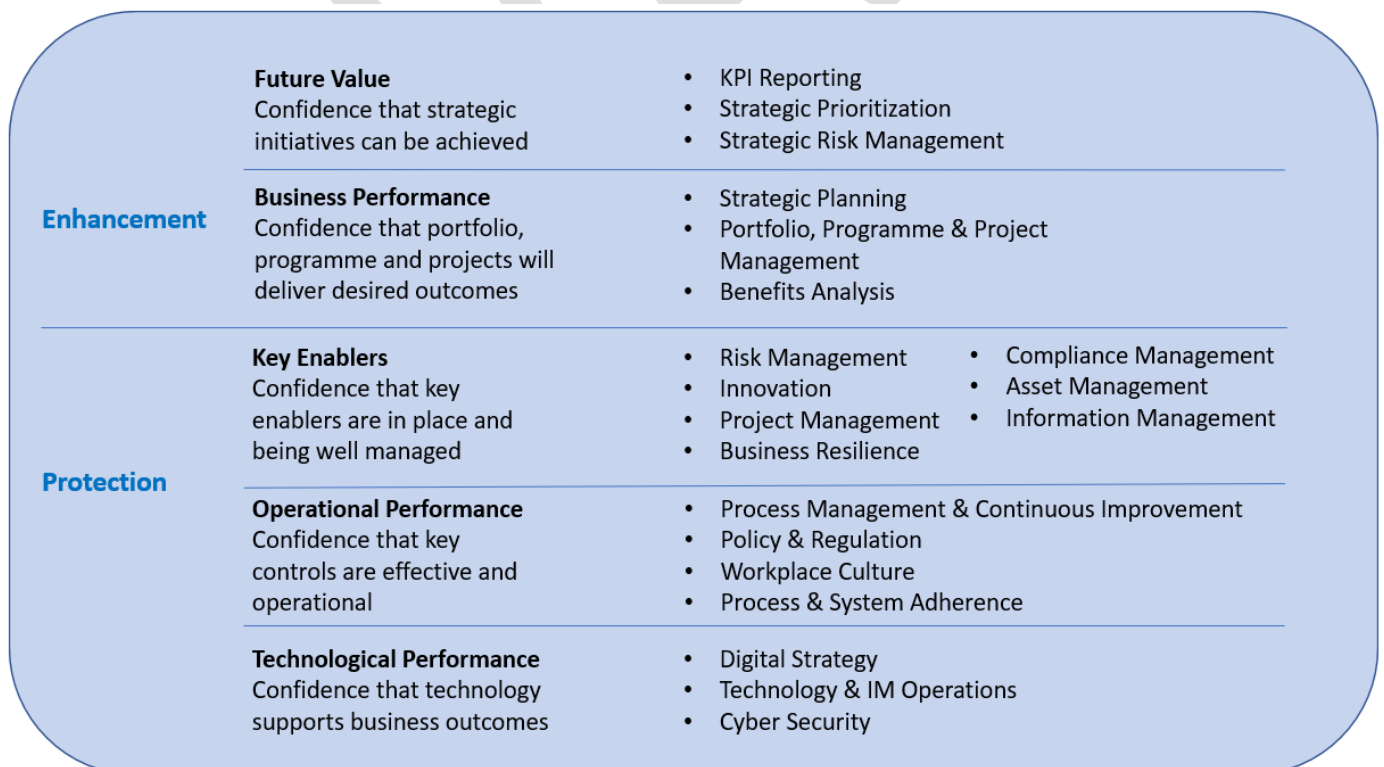 Enhancement
Future Value
Confidence that strategic
initiatives can be achieved
• KPI Reporting
• Strategic Prioritization
• Strategic Risk Management
Business Performance
Confidence that portfolio,
programme and projects will
deliver desired outcomes
• Strategic Planning
• Portfolio, Programme & Project
Management
• Benefits Analysis
Protection
Key Enablers
Confidence that key
enablers are in place and
being well managed
• Risk Management
• Innovation
• Project Management
• Business Resilience
• Compliance Management
• Asset Management
• Information Management
Operational Performance
Confidence that key
controls are effective and
operational
• Process Management & Continuous Improvement
• Policy & Regulation
• Workplace Culture
• Process & System Adherence
Technological Performance
Confidence that technology
supports business outcomes
• Digital Strategy
• Technology & IM Operations
• Cyber Security